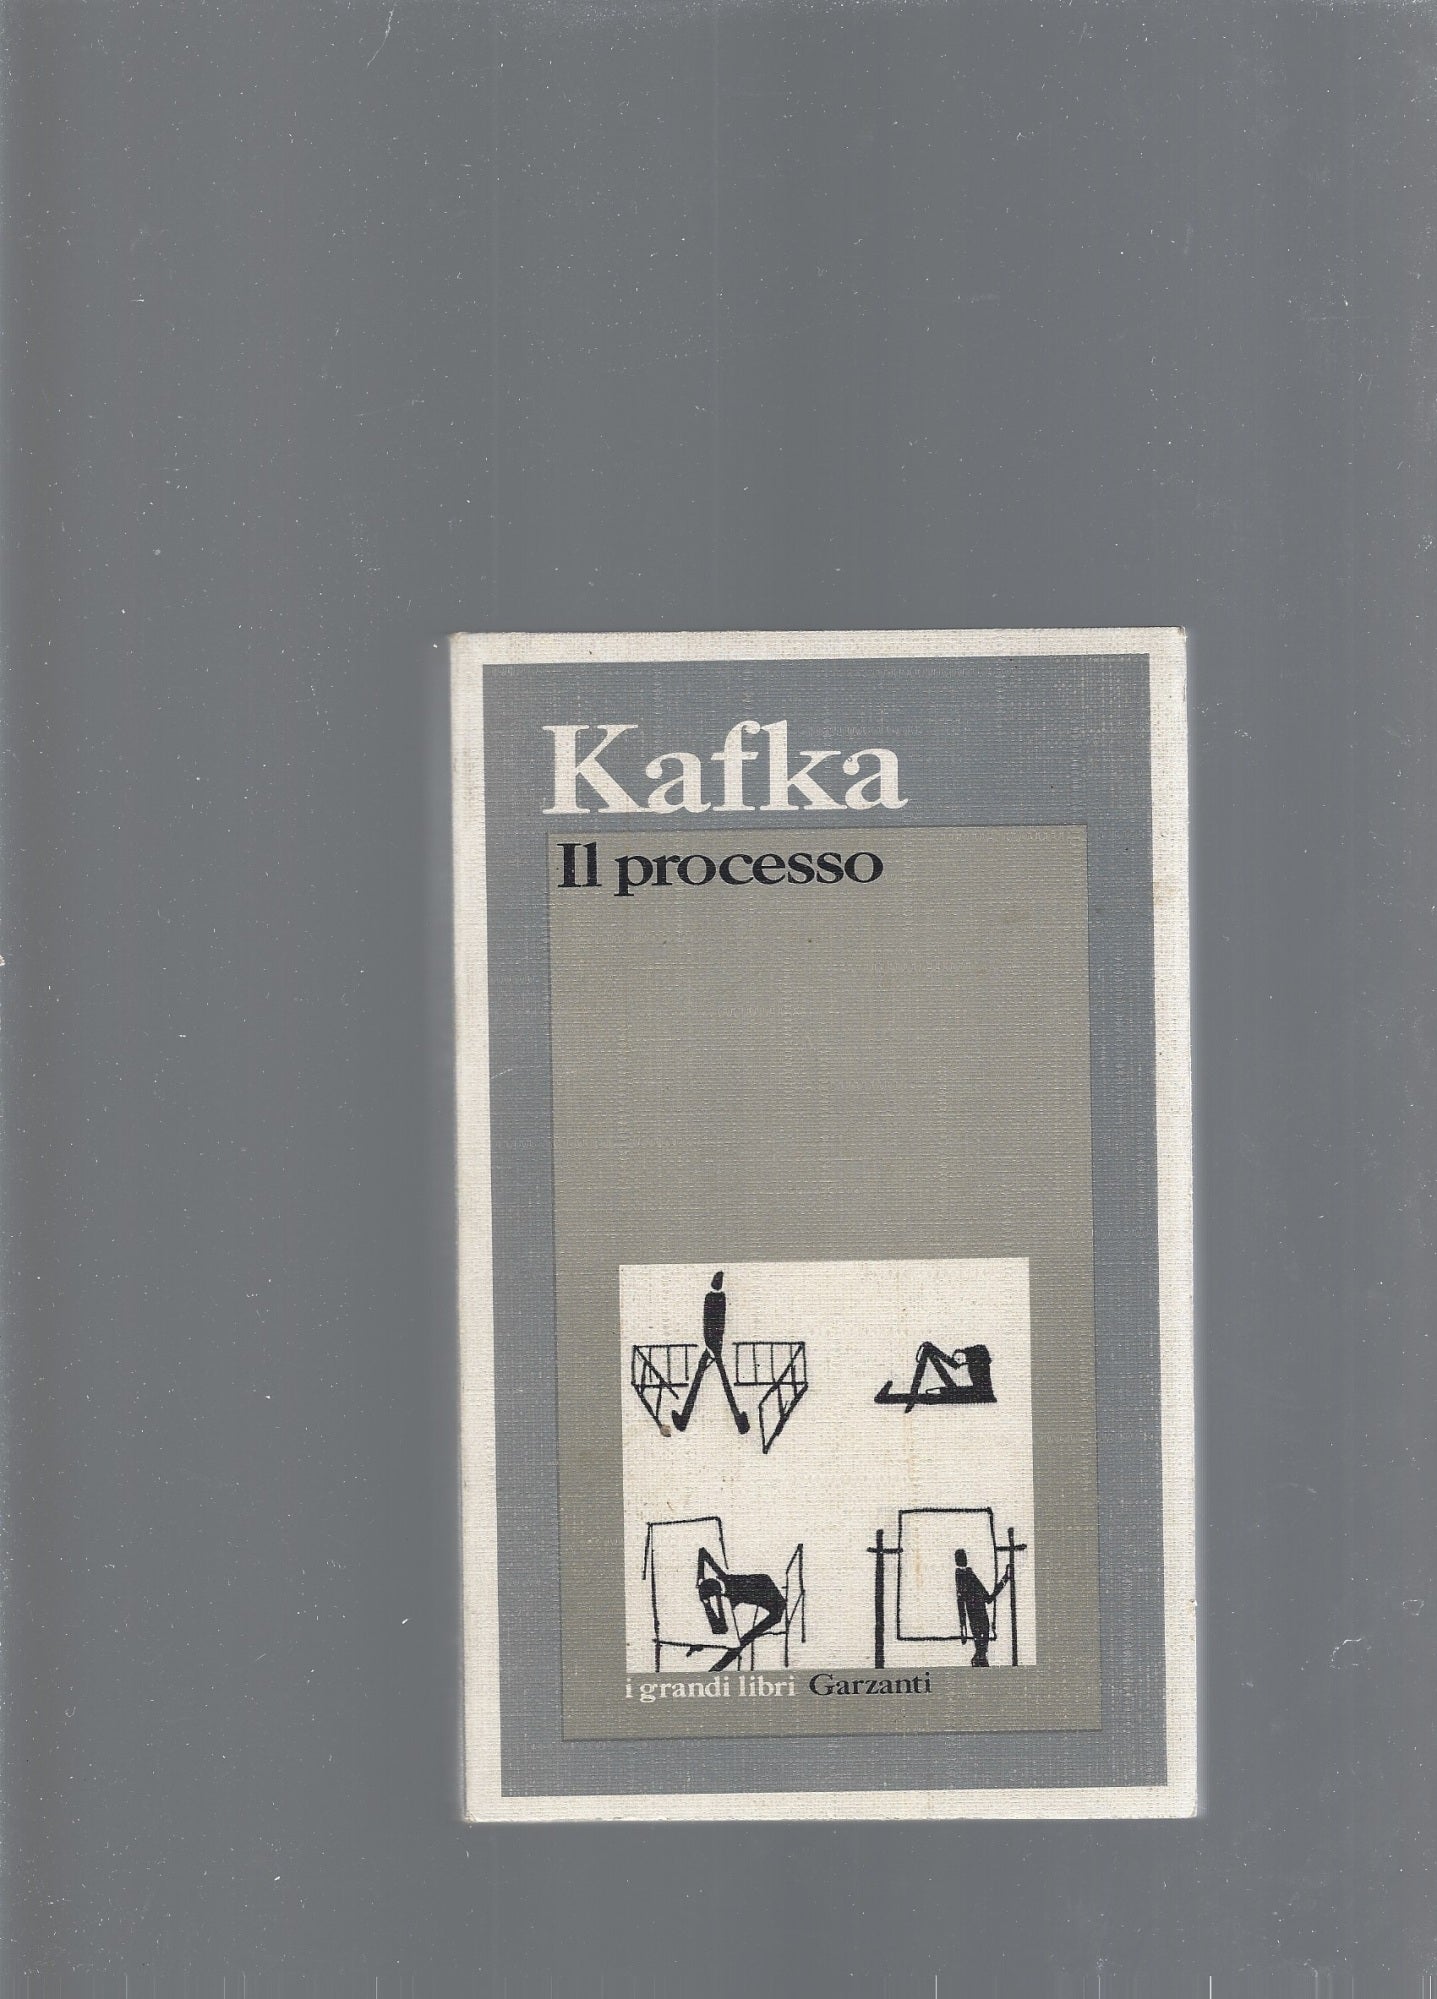 Kafka
Il processo
i grandi libri Garzanti